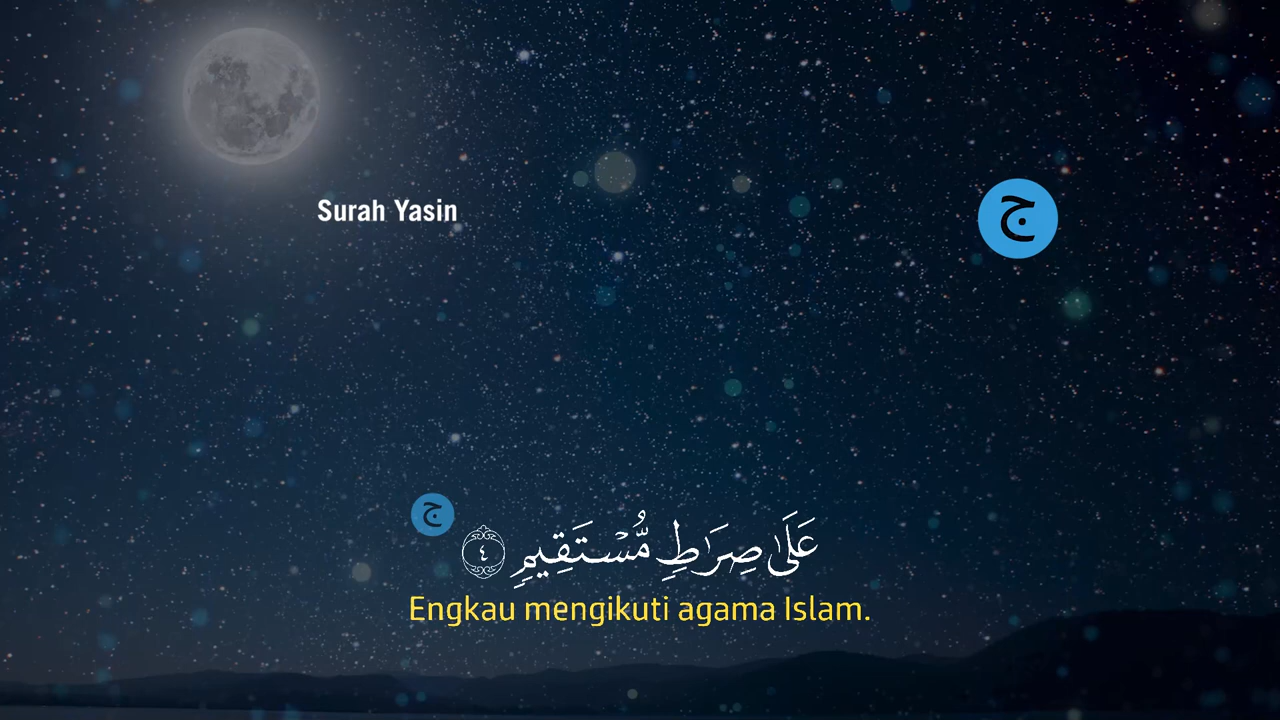 Surah Yasin
ج
ج
عَلَىٰ صِرَٰطٍ مُّسْتَقِيمٍ ٤
Engkau mengikuti agama Islam.